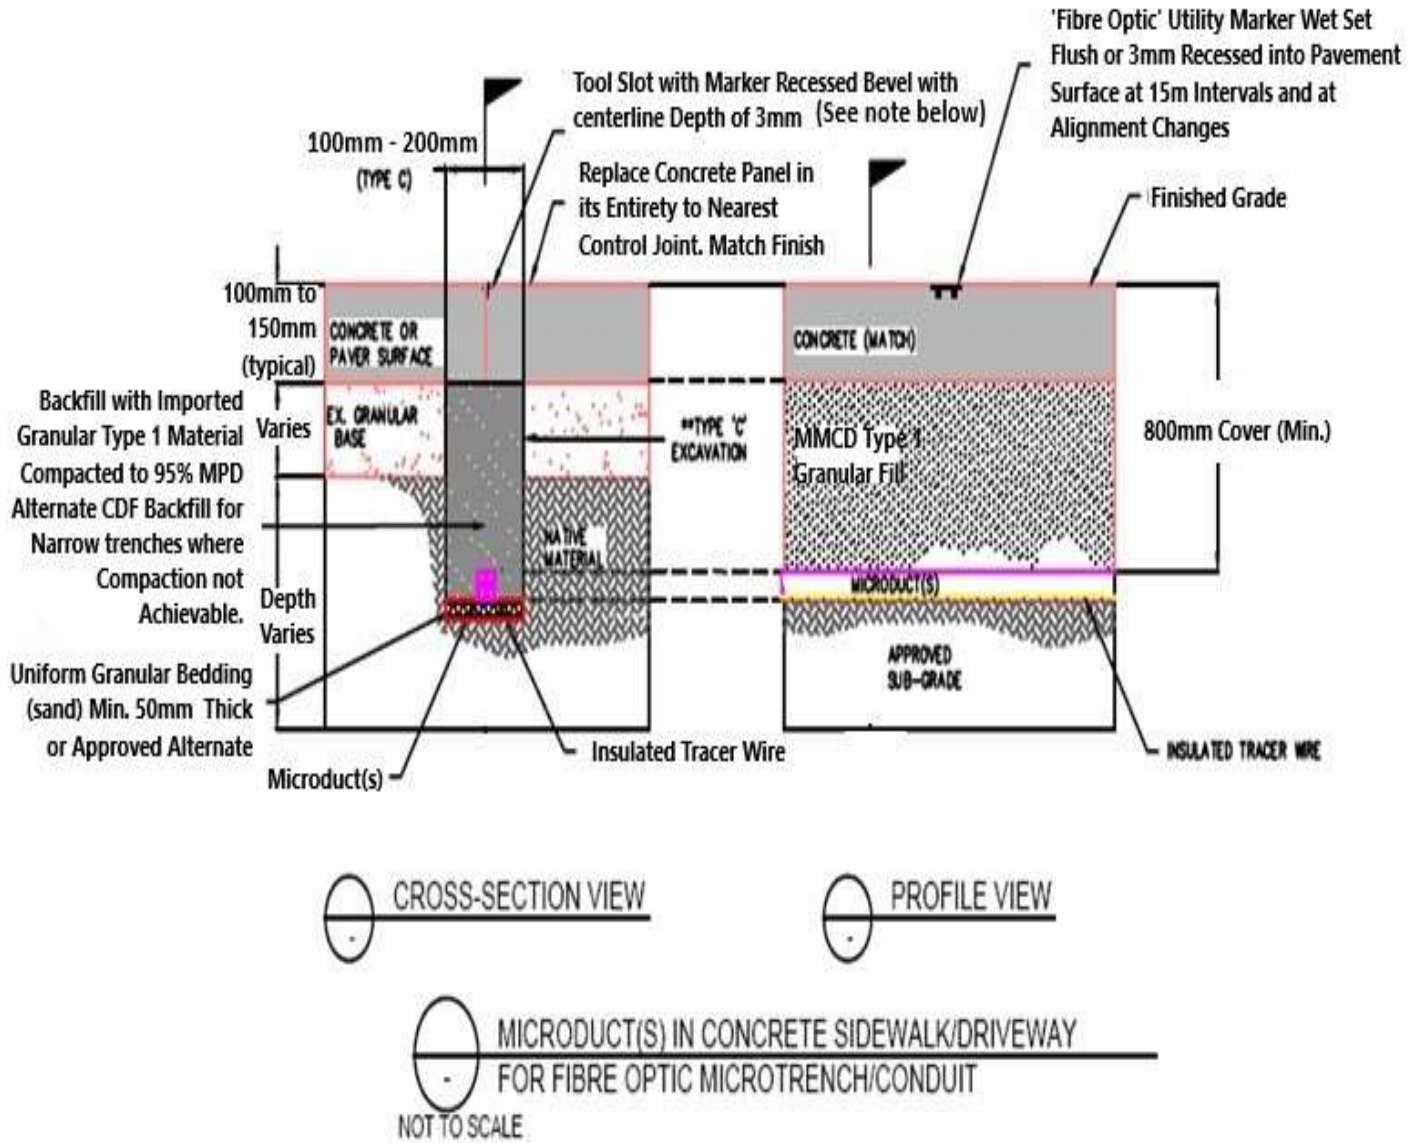 'Fibre Optic' Utility Marker Wet Set
Flush or 3mm Recessed into Pavement
Surface at 15m Intervals and at
Alignment Changes
Tool Slot with Marker Recessed Bevel with
centerline Depth of 3mm (See note below)
100mm - 200mm
(TYPE C)
Replace Concrete Panel in
its Entirety to Nearest
Control Joint. Match Finish
Finished Grade
100mm to
150mm
(typical)
CONCRETE OR
PAVER SURFACE
CONCRETE (MATCH)
Backfill with Imported
Granular Type 1 Material
Compacted to 95% MPD
Alternate CDF Backfill for
Narrow trenches where
Compaction not
Achievable.
Varies
EX. GRANULAR
BASE
**TYPE 'C'
EXCAVATION
MMCD Type 1
Granular Fill
800mm Cover (Min.)
NATIVE
MATERIAL
MICRODUCT(S)
Depth
Varies
APPROVED
SUB-GRADE
Uniform Granular Bedding
(sand) Min. 50mm Thick
or Approved Alternate
Microduct(s)
Insulated Tracer Wire
INSULATED TRACER WIRE
CROSS-SECTION VIEW
-
PROFILE VIEW
-
MICRODUCT(S) IN CONCRETE SIDEWALK/DRIVEWAY
FOR FIBRE OPTIC MICROTRENCH/CONDUIT
-
NOT TO SCALE